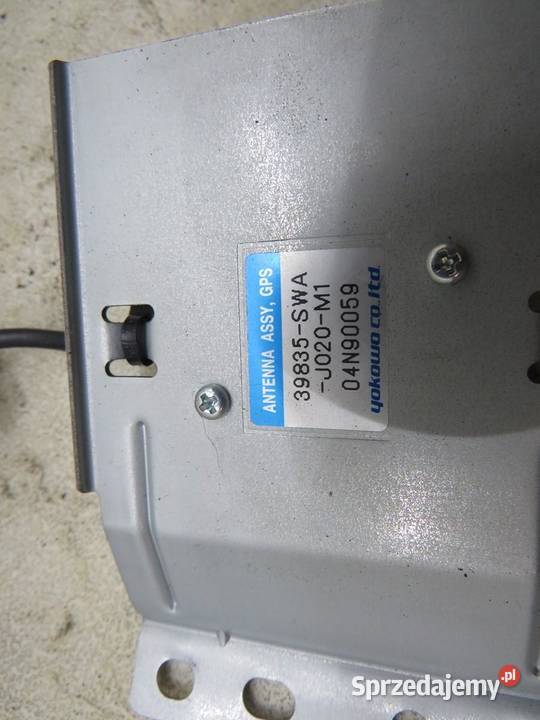 ANTENNA ASSY, GPS
39835-SWA
-J020-M1
04N90059
yokowo co.,ltd.
Sprzedajemy.pl